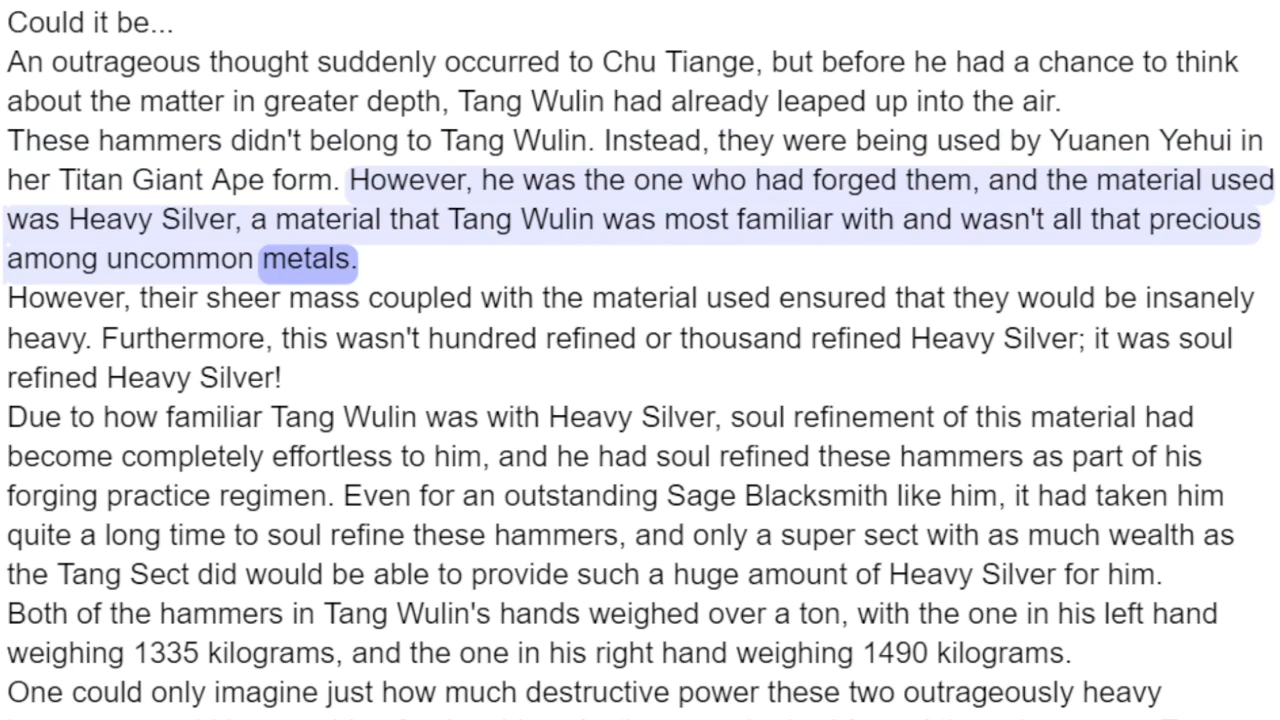 Could it be...
An outrageous thought suddenly occurred to Chu Tiange, but before he had a chance to think
about the matter in greater depth, Tang Wulin had already leaped up into the air.
These hammers didn't belong to Tang Wulin. Instead, they were being used by Yuanen Yehui in
her Titan Giant Ape form. However, he was the one who had forged them, and the material used
was Heavy Silver, a material that Tang Wulin was most familiar with and wasn't all that precious
among uncommon metals.
However, their sheer mass coupled with the material used ensured that they would be insanely
heavy. Furthermore, this wasn't hundred refined or thousand refined Heavy Silver; it was soul
refined Heavy Silver!
Due to how familiar Tang Wulin was with Heavy Silver, soul refinement of this material had
become completely effortless to him, and he had soul refined these hammers as part of his
forging practice regimen. Even for an outstanding Sage Blacksmith like him, it had taken him
quite a long time to soul refine these hammers, and only a super sect with as much wealth as
the Tang Sect did would be able to provide such a huge amount of Heavy Silver for him.
Both of the hammers in Tang Wulin's hands weighed over a ton, with the one in his left hand
weighing 1335 kilograms, and the one in his right hand weighing 1490 kilograms.
One could only imagine just how much destructive power these two outrageously heavy